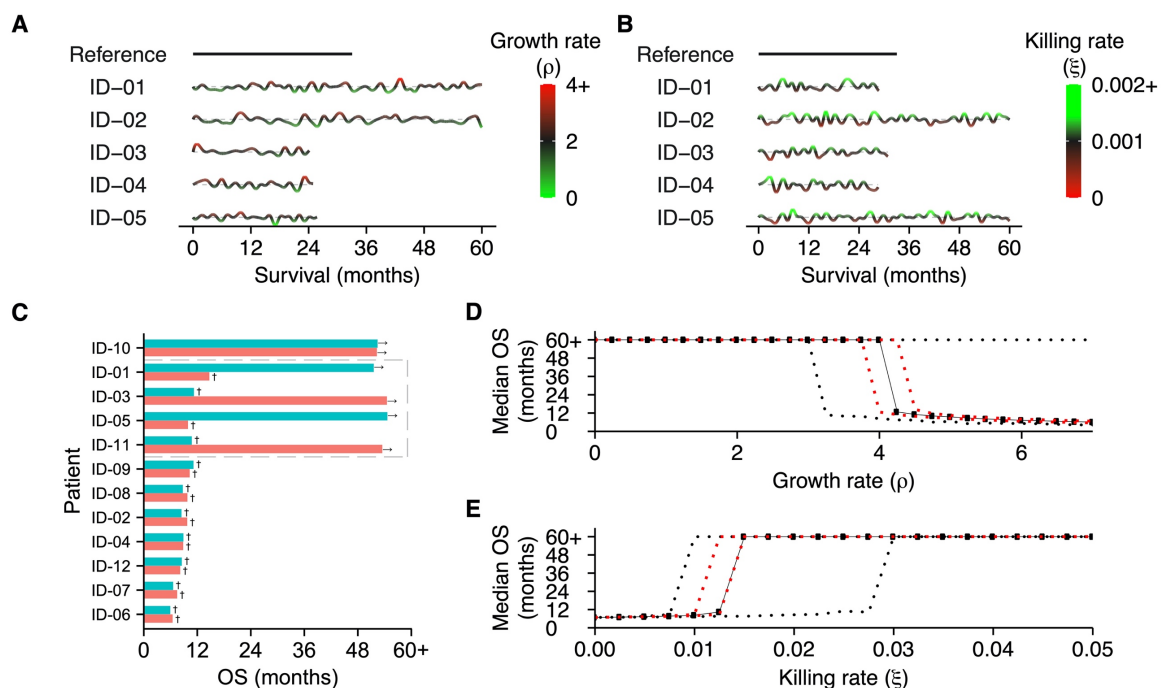 A
Reference
Growth rate
(ρ)
ID−01
4+
ID−02
2
ID−03
ID−04
0
ID−05
0 12 24 36 48 60
Survival (months)
B
Reference
Killing rate
(ξ)
ID−01
0.002+
ID−02
0.001
ID−03
ID−04
0
ID−05
0 12 24 36 48 60
Survival (months)
C
Patient
ID-10 → →
ID-01 → †
ID-03 † →
ID-05 → †
ID-11 † →
ID-09 † †
ID-08 † †
ID-02 † †
ID-04 † †
ID-12 † †
ID-07 † †
ID-06 † †
0 12 24 36 48 60+
OS (months)
D
Median OS
(months)
60+
48
36
24
12
0
0 2 4 6
Growth rate (ρ)
E
Median OS
(months)
60+
48
36
24
12
0
0.00 0.01 0.02 0.03 0.04 0.05
Killing rate (ξ)